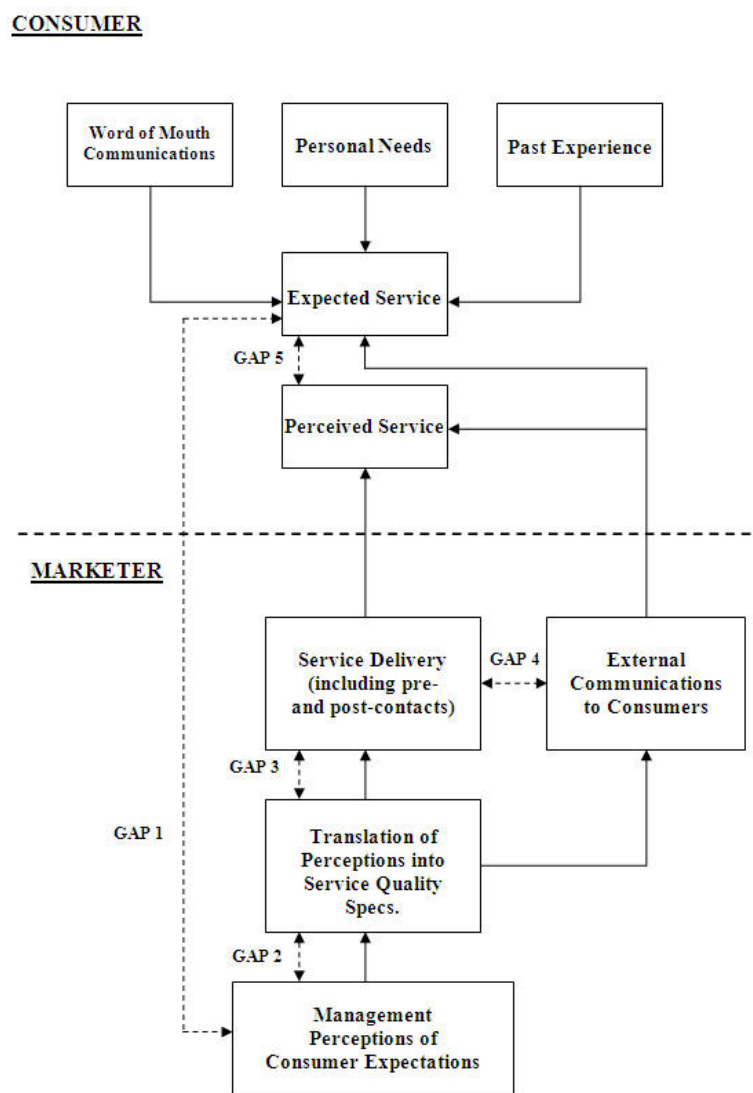 CONSUMER
Word of Mouth
Communications
Personal Needs
Past Experience
Expected Service
GAP 5
Perceived Service
MARKETER
Service Delivery
(including pre-
and post-contacts)
GAP 4
External
Communications
to Consumers
GAP 3
GAP 1
Translation of
Perceptions into
Service Quality
Specs.
GAP 2
Management
Perceptions of
Consumer Expectations